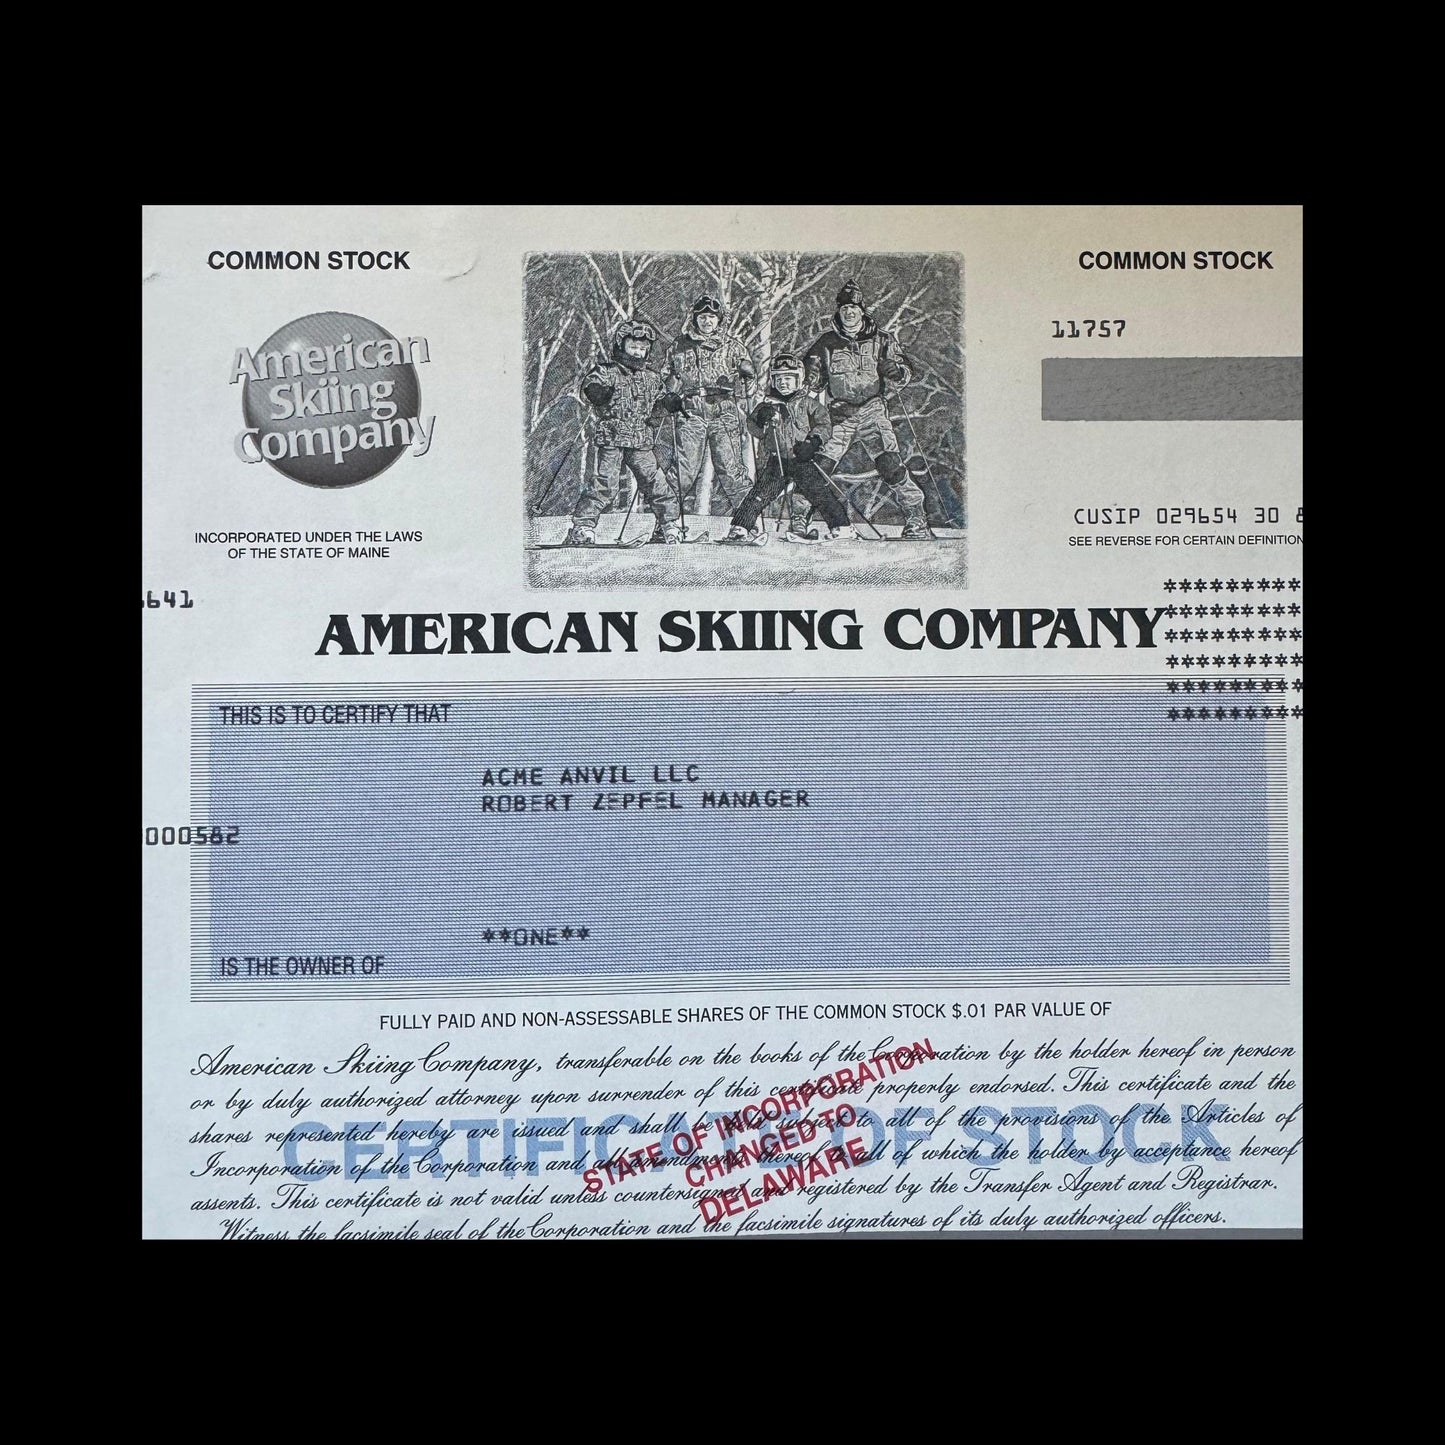 COMMON STOCK
COMMON STOCK
American
Skiing
Company
11757
INCORPORATED UNDER THE LAWS
OF THE STATE OF MAINE
CUSIP 029654 30
SEE REVERSE FOR CERTAIN DEFINITION
641
*********
AMERICAN SKIING COMPANY*********
*********
*********
*********
*********
THIS IS TO CERTIFY THAT
ACME ANVIL LLC
ROBERT ZEPFEL MANAGER
000582
**ONE**
IS THE OWNER OF
FULLY PAID AND NON-ASSESSABLE SHARES OF THE COMMON STOCK $.01 PAR VALUE OF
American Skiing Company, transferable on the books of the Corporation by the holder hereof in person
or by duly authorized attorney upon surrender of this certificate properly endorsed. This certificate and the
shares represented hereby are issued and shall be held subject to all of the provisions of the Articles of
Incorporation of the Corporation and all amendments thereof to all of which the holder by acceptance hereof
assents. This certificate is not valid unless countersigned and registered by the Transfer Agent and Registrar.
Witness the facsimile seal of the Corporation and the facsimile signatures of its duly authorized officers.
CERTIFICATE OF STOCK
STATE OF INCORPORATION
CHANGED TO
DELAWARE